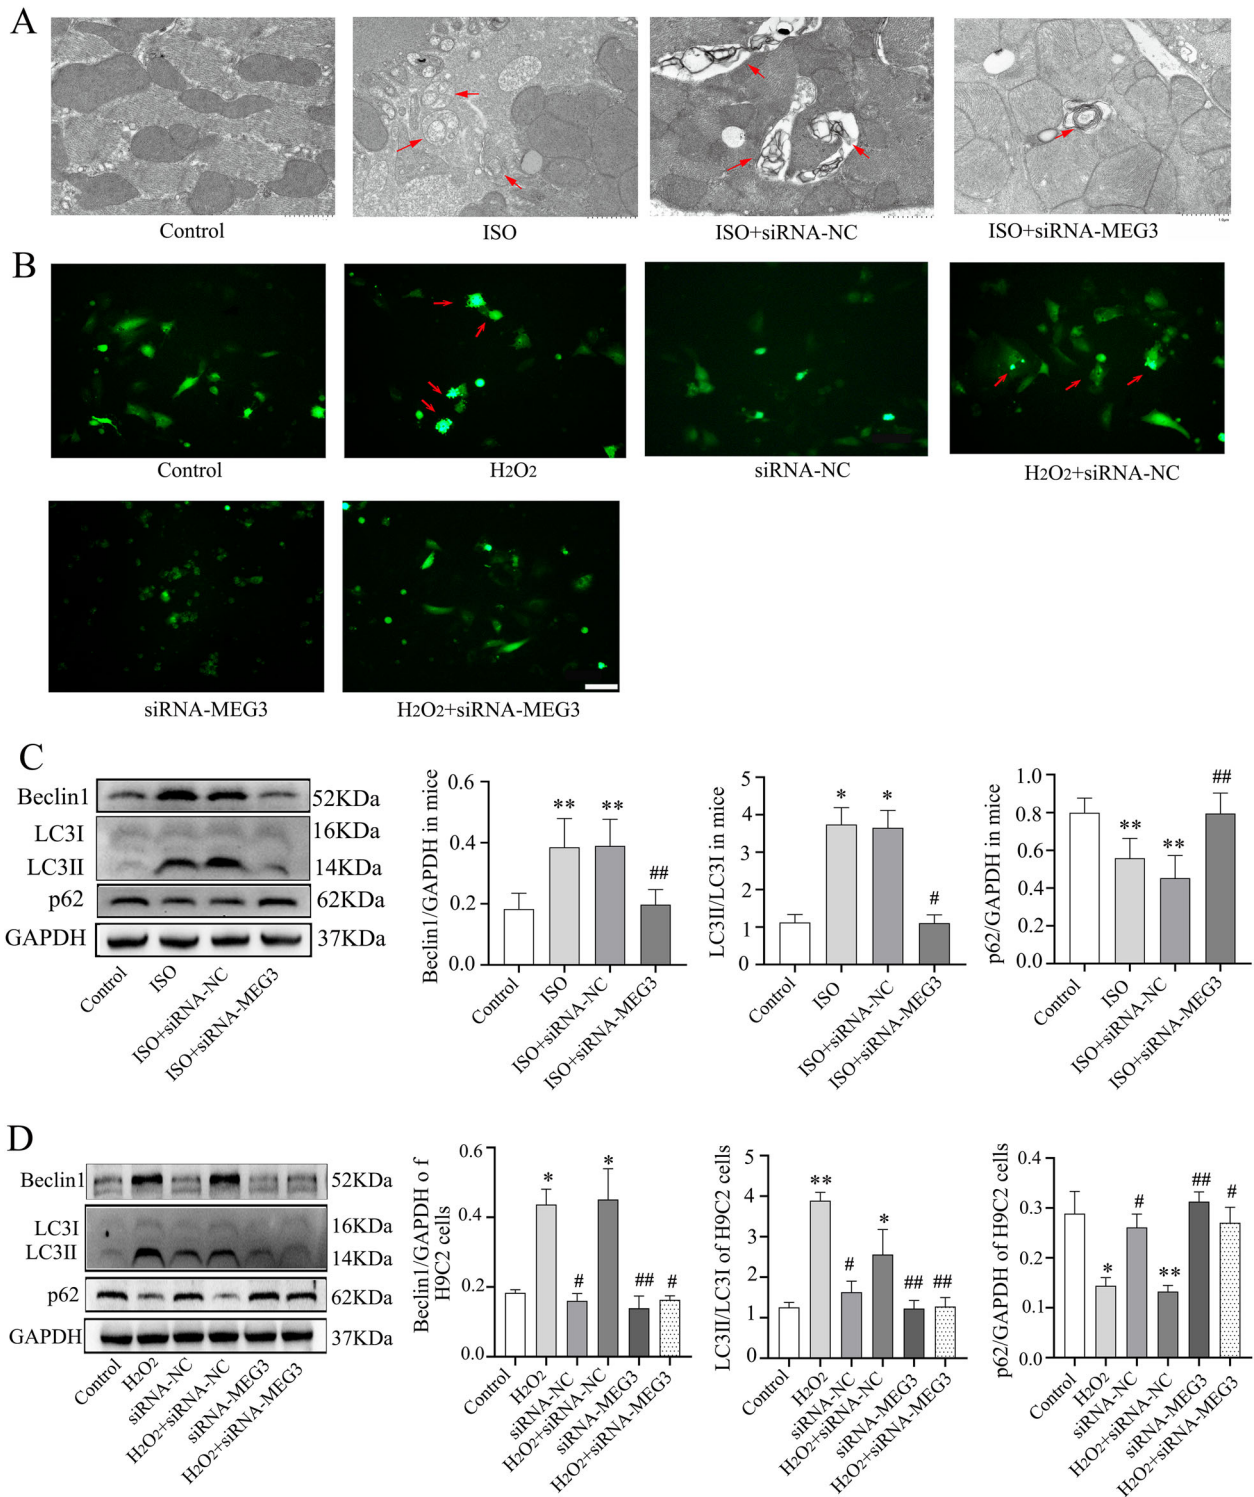 A
Control
ISO
ISO+siRNA-NC
ISO+siRNA-MEG3
B
Control
H2O2
siRNA-NC
H2O2+siRNA-NC
siRNA-MEG3
H2O2+siRNA-MEG3
C
Beclin1
52KDa
LC3I
16KDa
LC3II
14KDa
p62
62KDa
GAPDH
37KDa
Control
ISO
ISO+siRNA-NC
ISO+siRNA-MEG3
Beclin1/GAPDH in mice
0.6
0.4
0.2
0.0
**
**
##
Control
ISO
ISO+siRNA-NC
ISO+siRNA-MEG3
LC3II/LC3I in mice
5
4
3
2
1
0
*
*
#
Control
ISO
ISO+siRNA-NC
ISO+siRNA-MEG3
p62/GAPDH in mice
1.0
0.8
0.6
0.4
0.2
0.0
**
**
##
Control
ISO
ISO+siRNA-NC
ISO+siRNA-MEG3
D
Beclin1
52KDa
LC3I
16KDa
LC3II
14KDa
p62
62KDa
GAPDH
37KDa
Control
H2O2
siRNA-NC
H2O2+siRNA-NC
siRNA-MEG3
H2O2+siRNA-MEG3
Beclin1/GAPDH o f
H9C2 cells
0.6
0.4
0.2
0.0
*
#
*
##
#
Control
H2O2
siRNA-NC
H2O2+siRNA-NC
siRNA-MEG3
H2O2+siRNA-MEG3
LC3II/LC3I of H9C2 cells
5
4
3
2
1
0
**
#
*
##
##
Control
H2O2
siRNA-NC
H2O2+siRNA-NC
siRNA-MEG3
H2O2+siRNA-MEG3
p62/GAPDH of H9C2 cells
0.4
0.3
0.2
0.1
0.0
*
#
**
##
#
Control
H2O2
siRNA-NC
H2O2+siRNA-NC
siRNA-MEG3
H2O2+siRNA-MEG3